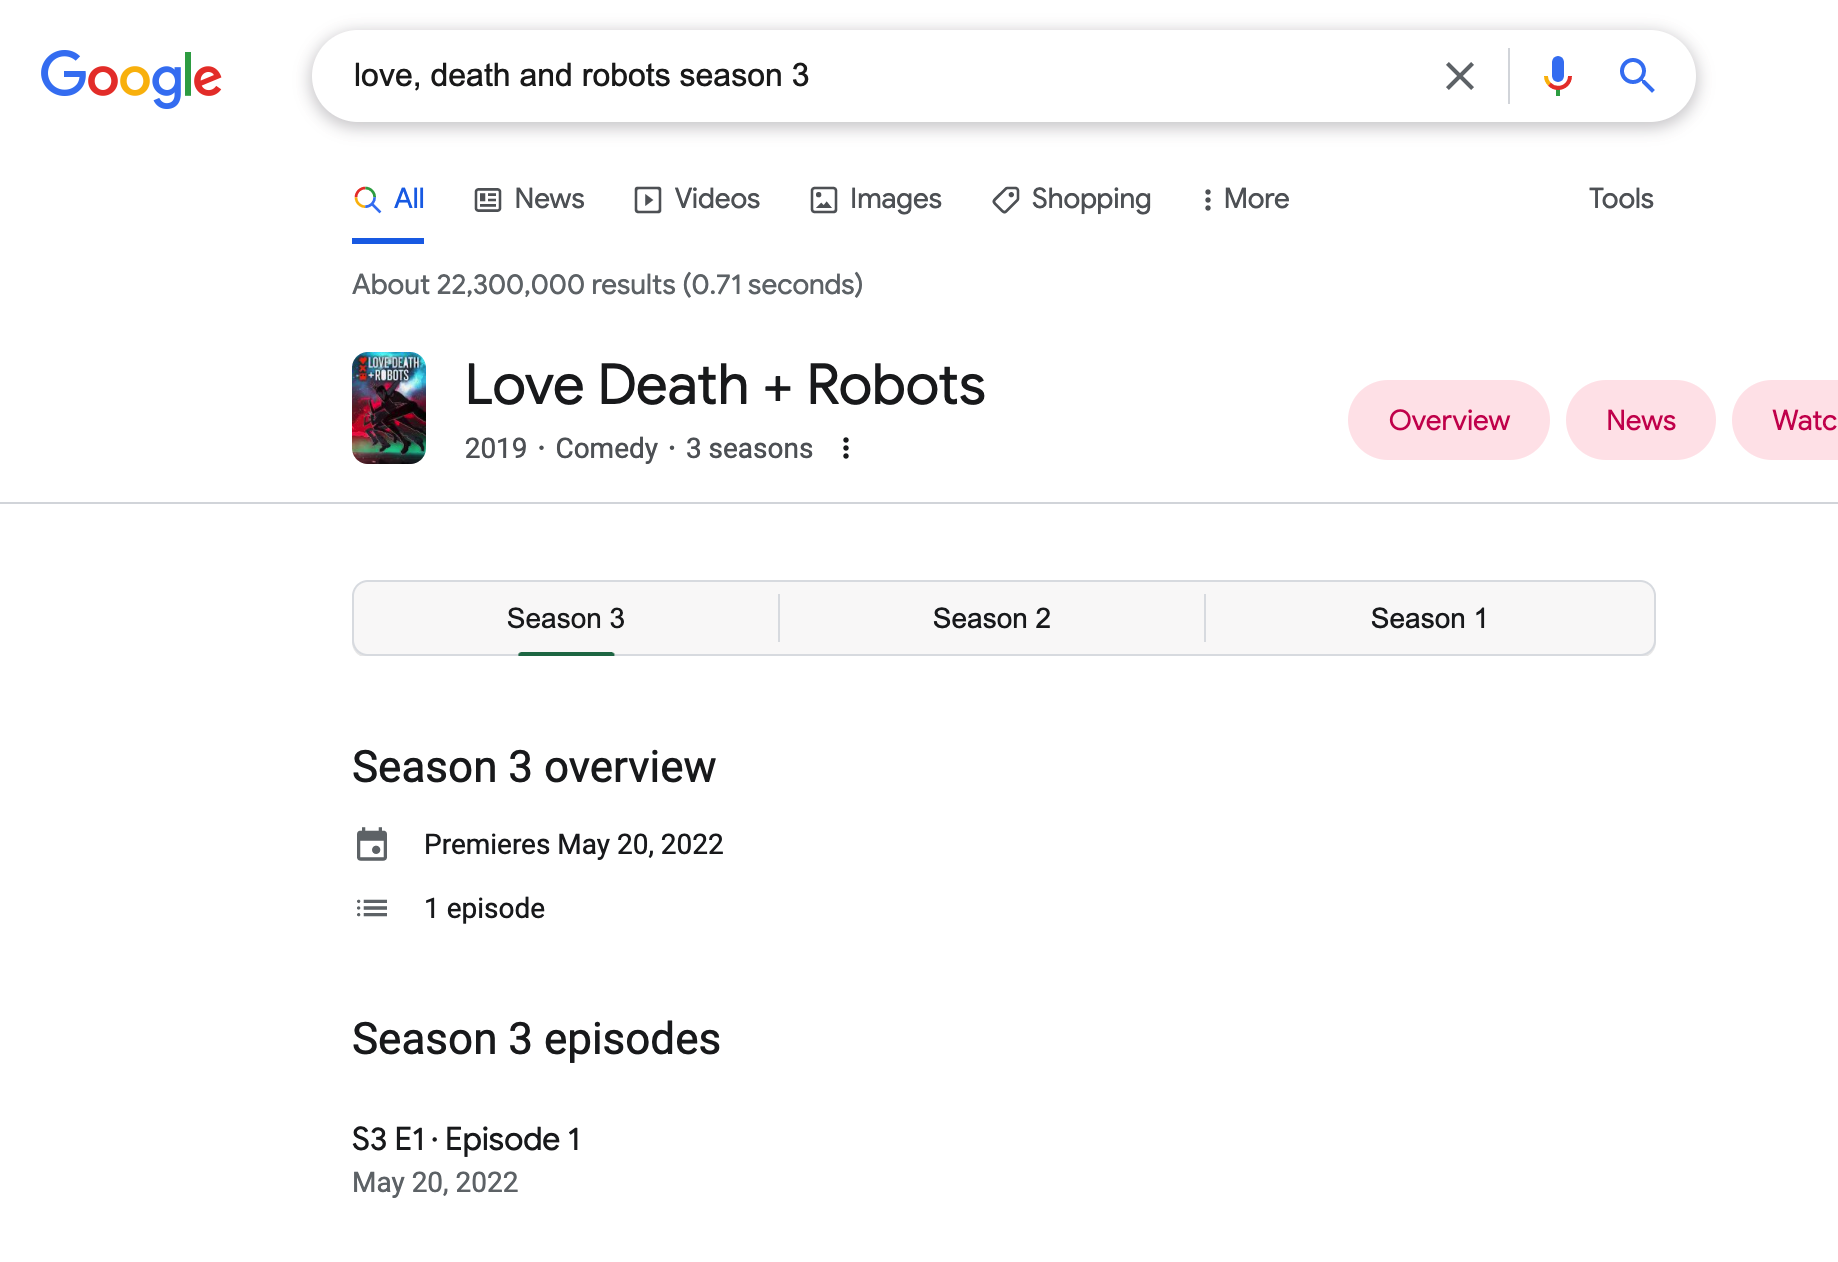 Google
love, death and robots season 3
All News Videos Images Shopping More Tools
About 22,300,000 results (0.71 seconds)
LOVE DEATH
+ROBOTS
Love Death + Robots
2019 · Comedy · 3 seasons
Overview News Watc
Season 3 Season 2 Season 1
Season 3 overview
Premieres May 20, 2022
1 episode
Season 3 episodes
S3 E1 · Episode 1
May 20, 2022